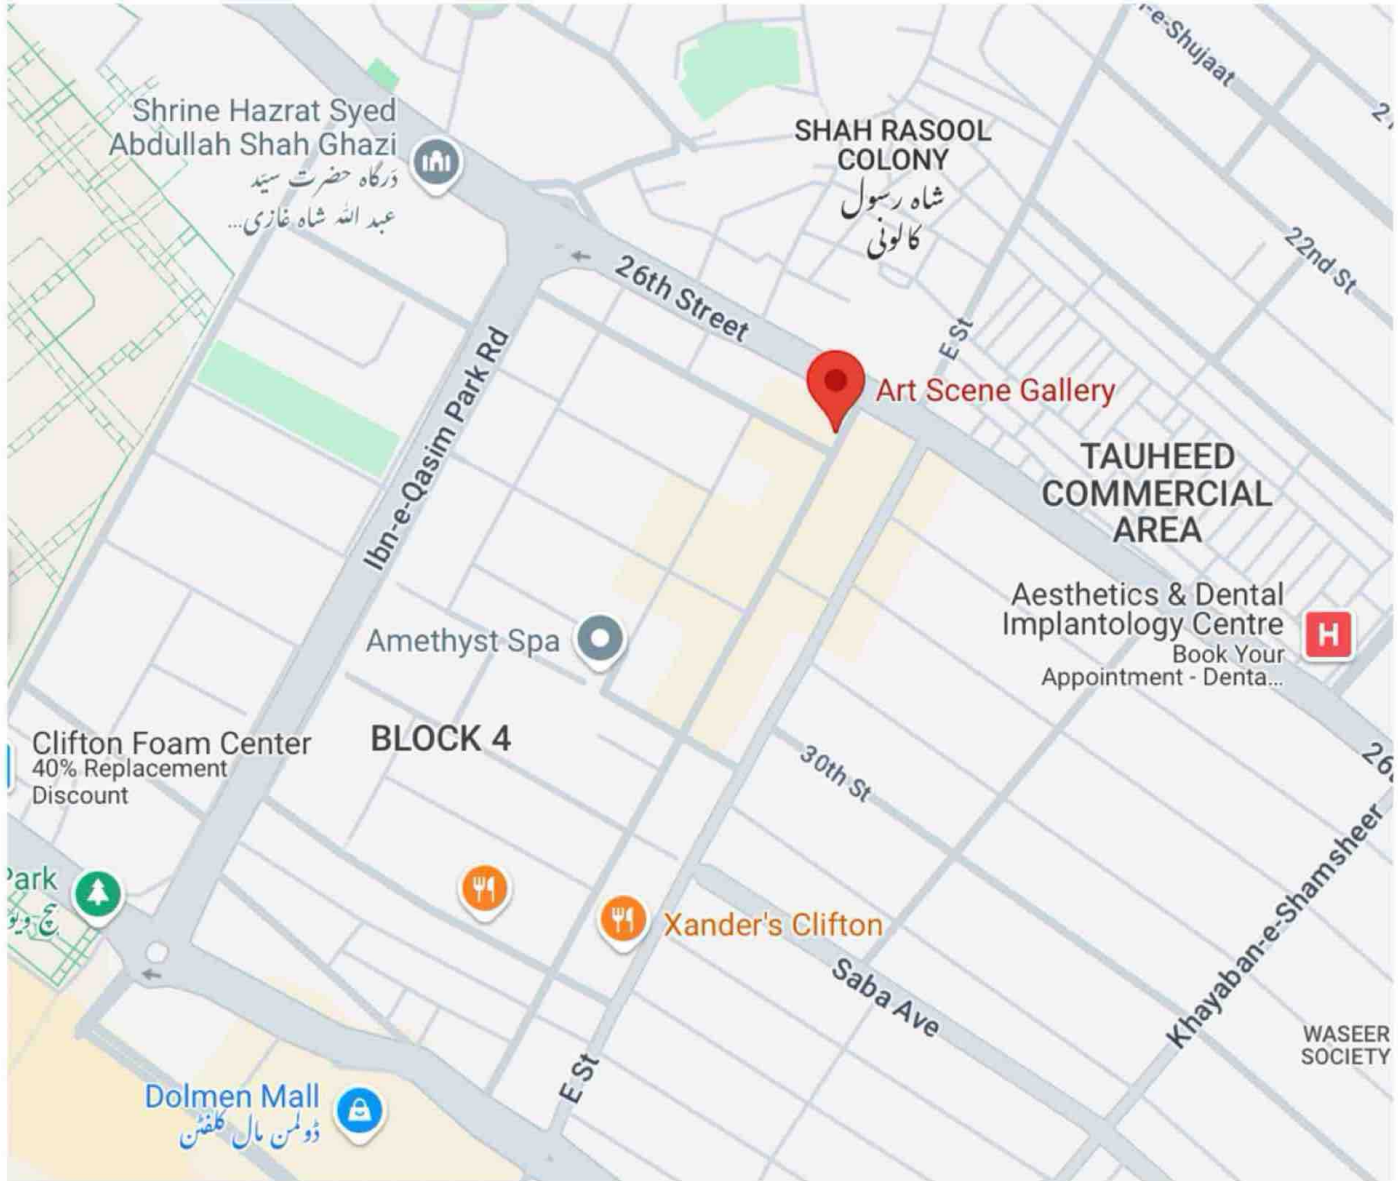 -e-Shujaat
Shrine Hazrat Syed
Abdullah Shah Ghazi
دَرگاہ حضرت سیّد
عبد اللہ شاہ غازی...
SHAH RASOOL
COLONY
شاہ رسول
کالونی
22nd St
26th Street
E St
Ibn-e-Qasim Park Rd
Art Scene Gallery
TAUHEED
COMMERCIAL
AREA
Aesthetics & Dental
Implantology Centre
Book Your
Appointment - Denta...
H
Amethyst Spa
BLOCK 4
Clifton Foam Center
40% Replacement
Discount
30th St
26
Khayaban-e-Shamsheer
Park
Xander's Clifton
Saba Ave
WASEER
SOCIETY
E St
Dolmen Mall
ڈولمن مال کلفٹن